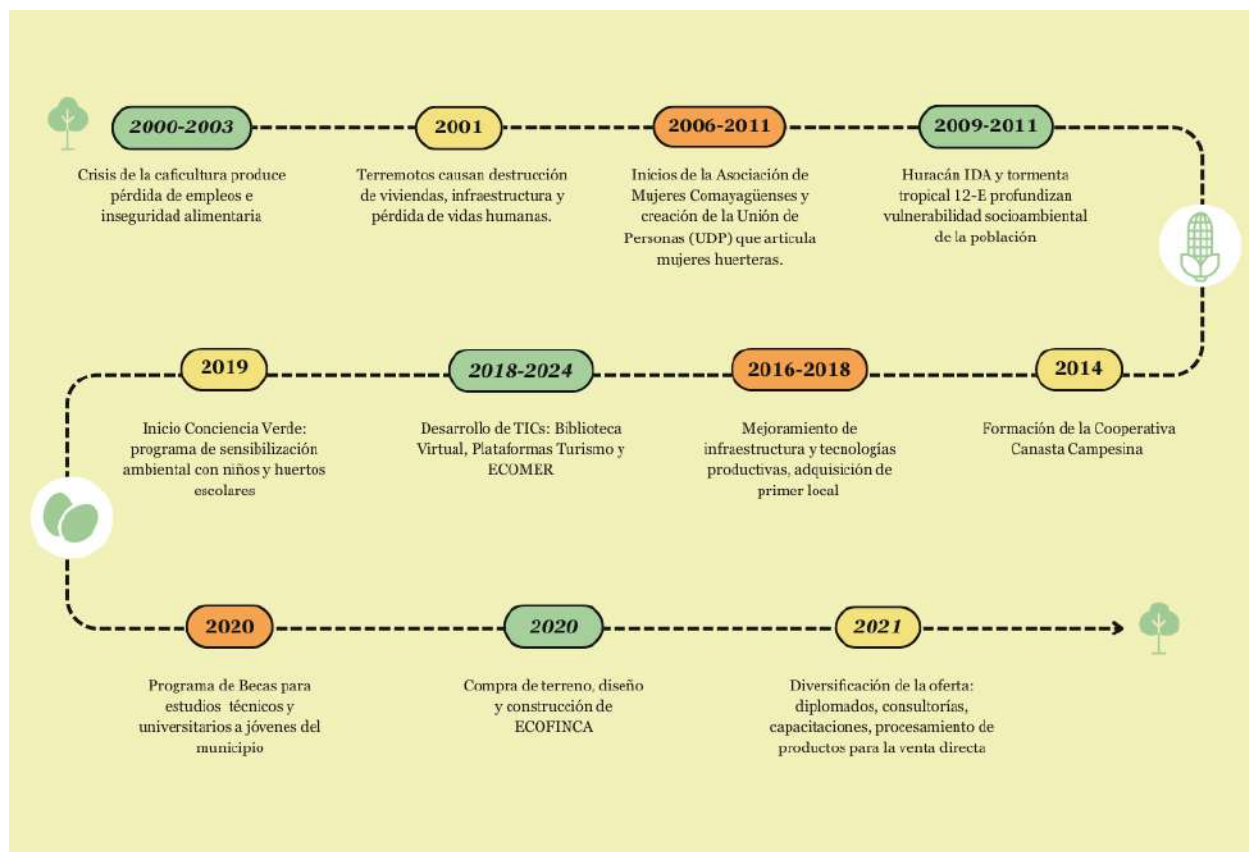 2000-2003
Crisis de la caficultura produce
pérdida de empleos e
inseguridad alimentaria
2001
Terremotos causan destrucción
de viviendas, infraestructura y
pérdida de vidas humanas.
2006-2011
Inicios de la Asociación de
Mujeres Comayagüenses y
creación de la Unión de
Personas (UDP) que articula
mujeres huerteras.
2009-2011
Huracán IDA y tormenta
tropical 12-E profundizan
vulnerabilidad socioambiental
de la población
2014
Formación de la Cooperativa
Canasta Campesina
2016-2018
Mejoramiento de
infraestructura y tecnologías
productivas, adquisición de
primer local
2018-2024
Desarrollo de TICs: Biblioteca
Virtual, Plataformas Turismo y
ECOMER
2019
Inicio Conciencia Verde:
programa de sensibilización
ambiental con niños y huertos
escolares
2020
Programa de Becas para
estudios técnicos y
universitarios a jóvenes del
municipio
2020
Compra de terreno, diseño
y construcción de
ECOFINCA
2021
Diversificación de la oferta:
diplomados, consultorías,
capacitaciones, procesamiento de
productos para la venta directa